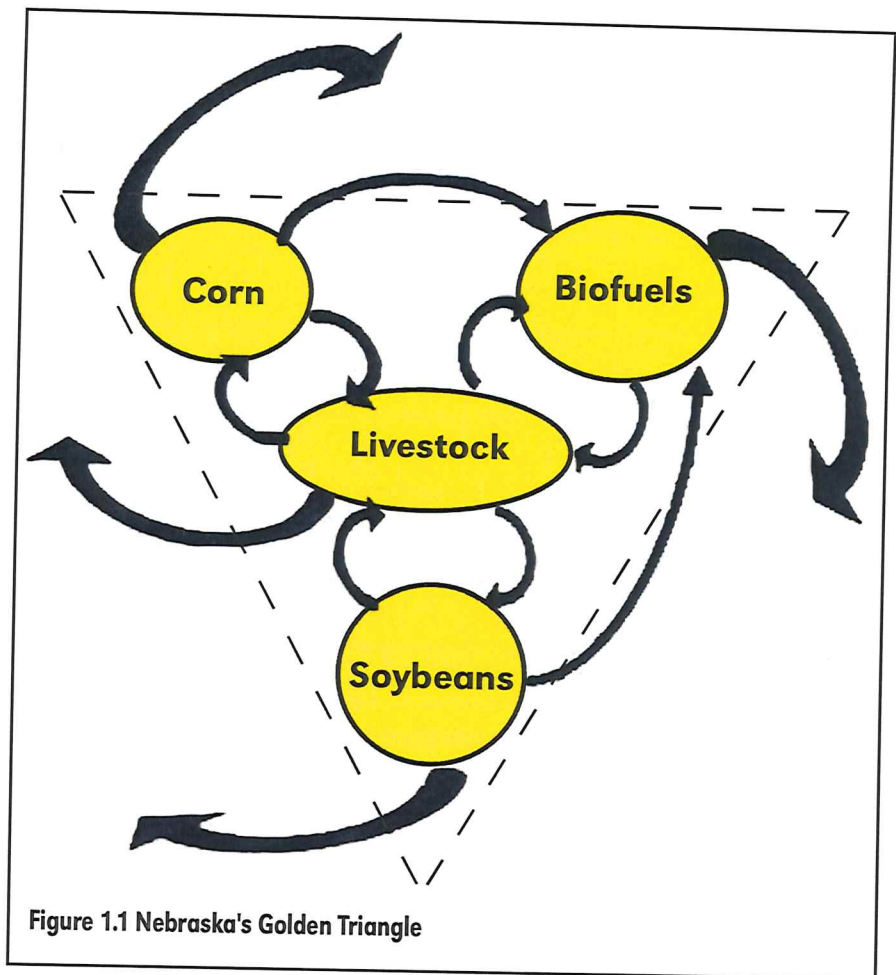 Corn
Biofuels
Livestock
Soybeans
Figure 1.1 Nebraska's Golden Triangle